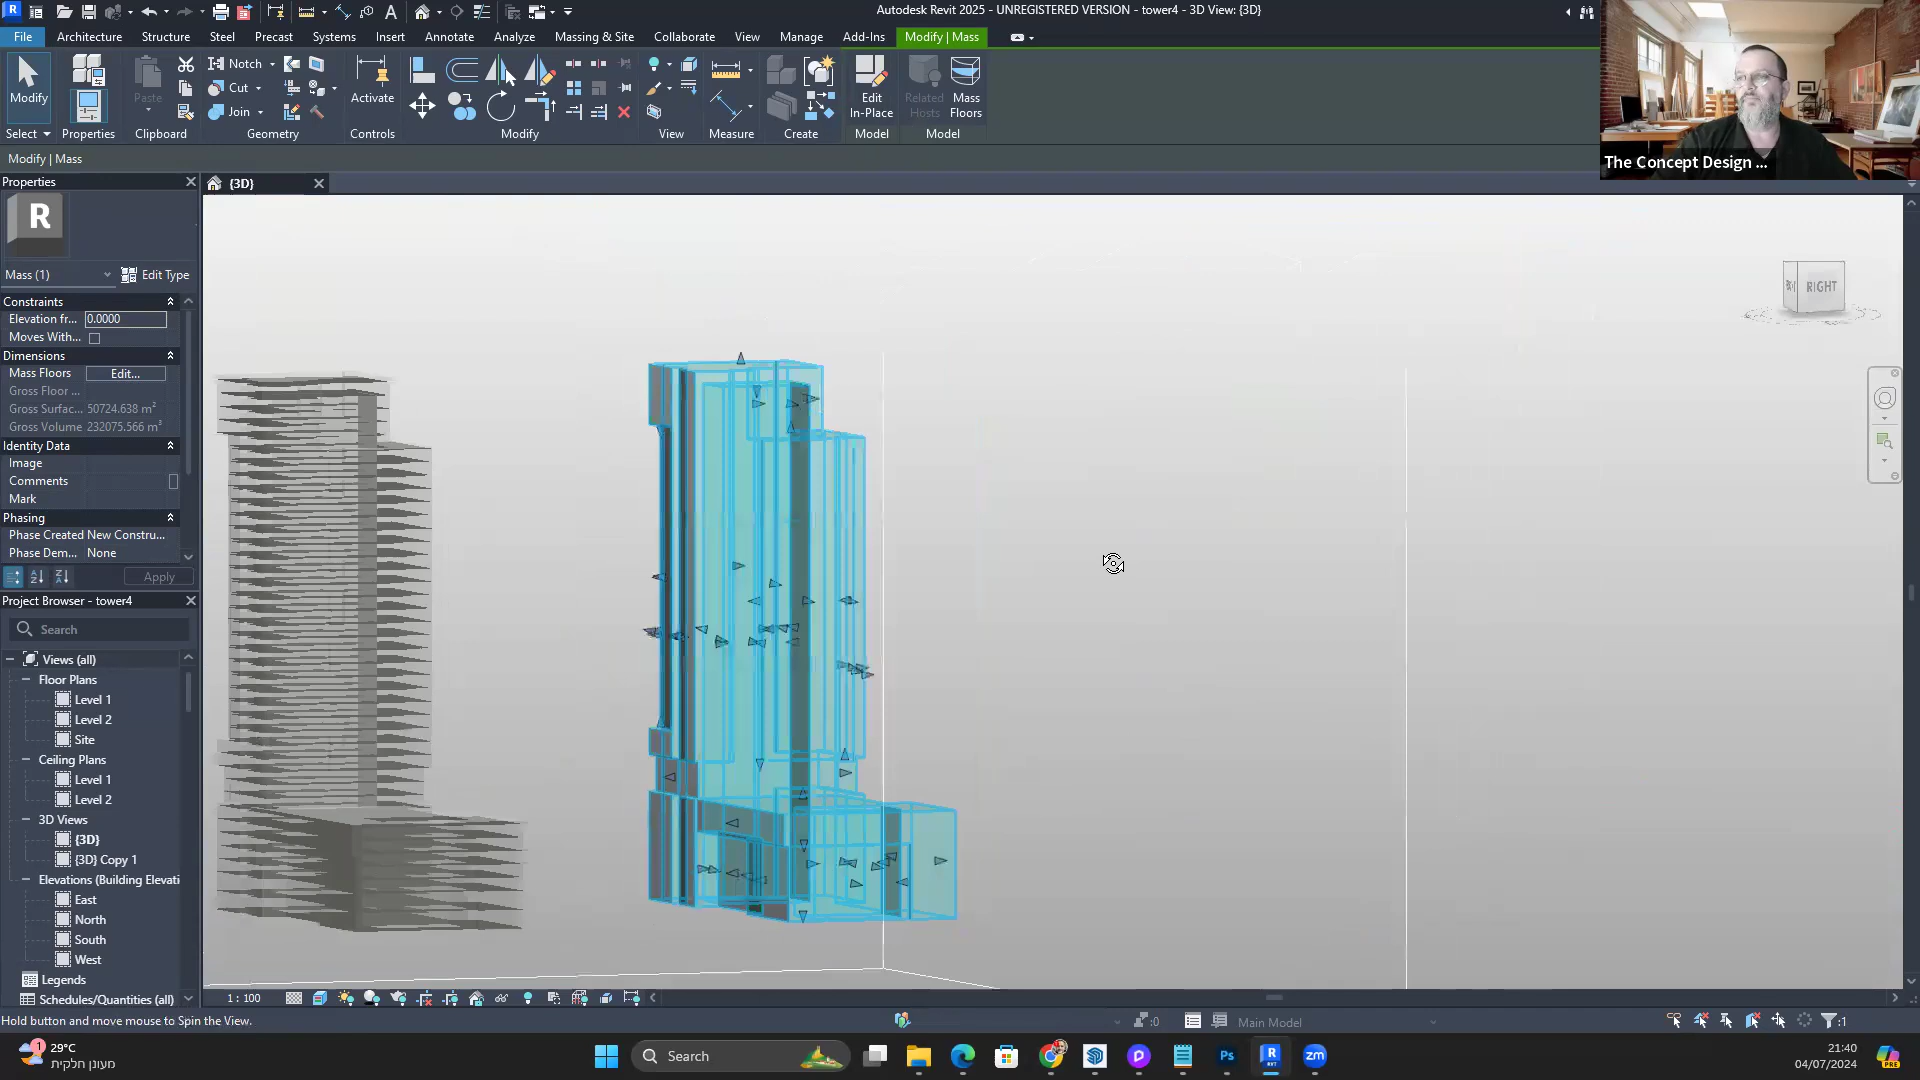 Autodesk Revit 2025 - UNREGISTERED VERSION - tower4 - 3D View: {3D}
File Architecture Structure Steel Precast Systems Insert Annotate Analyze Massing & Site Collaborate View Manage Add-Ins Modify | Mass
Modify
Paste
Notch
Cut
Join
Activate
Edit
In-Place
Related
Hosts
Mass
Floors
Select Properties Clipboard Geometry Controls Modify View Measure Create Model Model
The Concept Design ...
Modify | Mass
Properties
{3D}
R
Mass (1)
Edit Type
Constraints
Elevation fr... 0.0000
Moves With...
Dimensions
Mass Floors Edit...
Gross Floor ...
Gross Surfac... 50724.638 m²
Gross Volume 232075.566 m³
Identity Data
Image
Comments
Mark
Phasing
Phase Created New Constru...
Phase Dem... None
Apply
RIGHT
Project Browser - tower4
Search
Views (all)
Floor Plans
Level 1
Level 2
Site
Ceiling Plans
Level 1
Level 2
3D Views
{3D}
{3D} Copy 1
Elevations (Building Elevati
East
North
South
West
Legends
Schedules/Quantities (all)
1 : 100
Hold button and move mouse to Spin the View.
:0
Main Model
:1
1
29°C
מעונן חלקית
Search
Ps
R
RVT
zm
PRE
21:40
04/07/2024